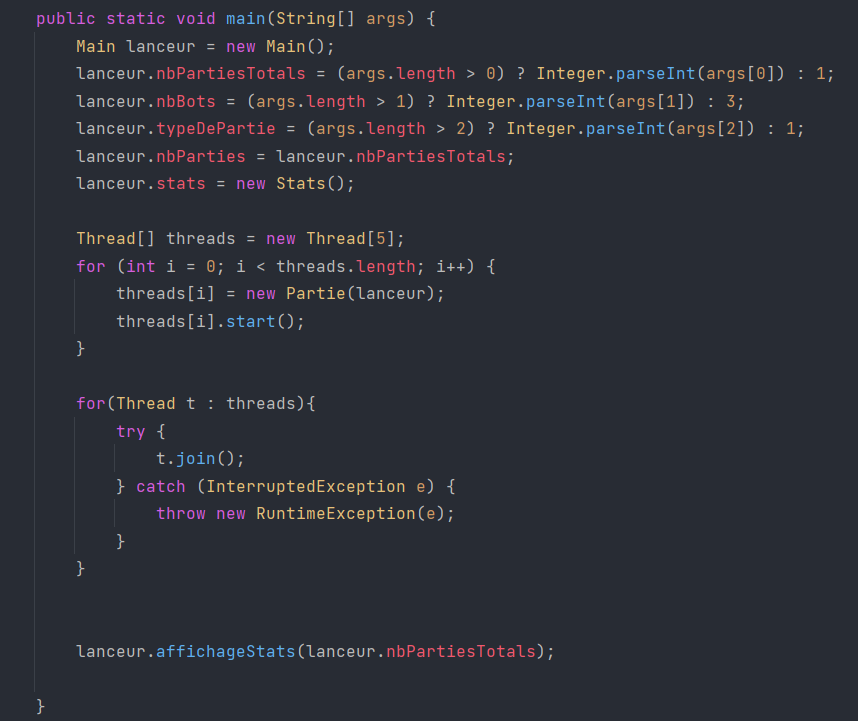 public static void main(String[] args) {
Main lanceur = new Main();
lanceur.nbPartiesTotals = (args.length > 0) ? Integer.parseInt(args[0]) : 1;
lanceur.nbBots = (args.length > 1) ? Integer.parseInt(args[1]) : 3;
lanceur.typeDePartie = (args.length > 2) ? Integer.parseInt(args[2]) : 1;
lanceur.nbParties = lanceur.nbPartiesTotals;
lanceur.stats = new Stats();
Thread[] threads = new Thread[5];
for (int i = 0; i < threads.length; i++) {
threads[i] = new Partie(lanceur);
threads[i].start();
}
for(Thread t : threads){
try {
t.join();
} catch (InterruptedException e) {
throw new RuntimeException(e);
}
}
lanceur.affichageStats(lanceur.nbPartiesTotals);
}